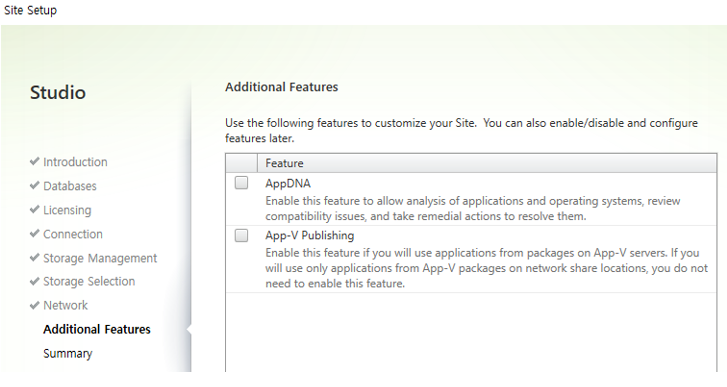 Site Setup
Studio
Introduction
Databases
Licensing
Connection
Storage Management
Storage Selection
Network
Additional Features
Summary
Additional Features
Use the following features to customize your Site.  You can also enable/disable and configure
features later.
Feature
AppDNA
Enable this feature to allow analysis of applications and operating systems, review
compatibility issues, and take remedial actions to resolve them.
App-V Publishing
Enable this feature if you will use applications from packages on App-V servers. If you
will use only applications from App-V packages on network share locations, you do not
need to enable this feature.